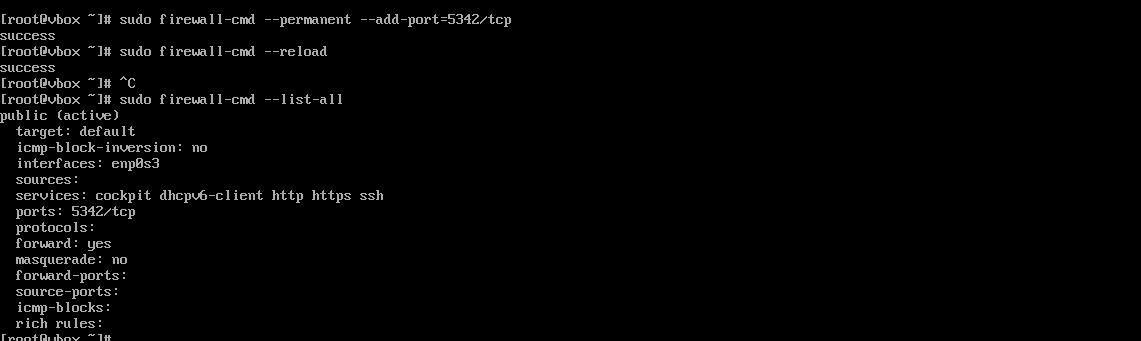 [root@vbox ~]# sudo firewall-cmd --permanent --add-port=5342/tcp
success
[root@vbox ~]# sudo firewall-cmd --reload
success
[root@vbox ~]# ^C
[root@vbox ~]# sudo firewall-cmd --list-all
public (active)
  target: default
  icmp-block-inversion: no
  interfaces: enp0s3
  sources:
  services: cockpit dhcpv6-client http https ssh
  ports: 5342/tcp
  protocols:
  forward: yes
  masquerade: no
  forward-ports:
  source-ports:
  icmp-blocks:
  rich rules:
[root@vbox ~]#